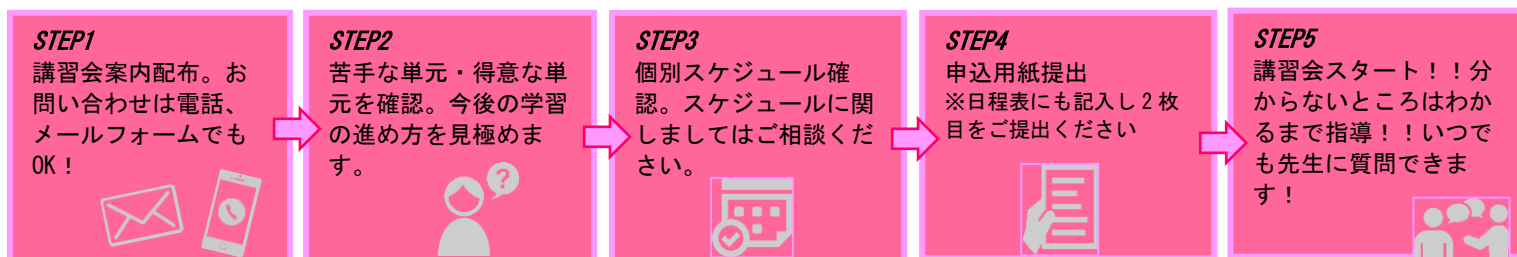 STEP1
講習会案内配布。お
問い合わせは電話、
メールフォームでも
OK！
STEP2
苦手な単元・得意な単
元を確認。今後の学習
の進め方を見極めま
す。
?
STEP3
個別スケジュール確
認。スケジュールに関
しましてはご相談くだ
さい。
STEP4
申込用紙提出
※日程表にも記入し2枚
目をご提出ください
STEP5
講習会スタート！！分
からないところはわか
るまで指導！！いつで
も先生に質問できま
す！